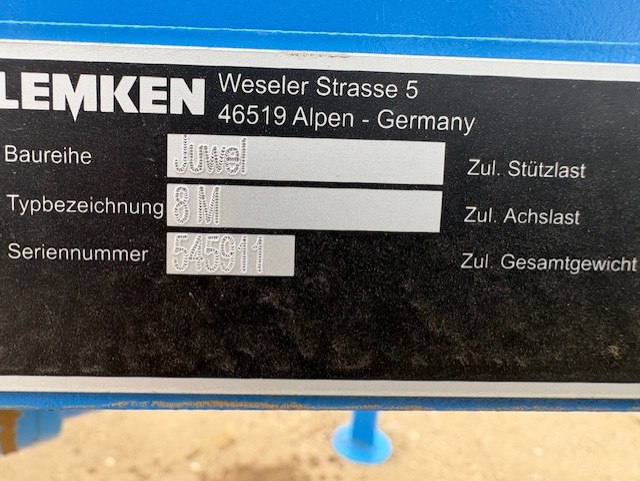 LEMKEN
Weseler Strasse 5
46519 Alpen - Germany
Baureihe Juwel
Zul. Stützlast
Typbezeichnung 8 M
Zul. Achslast
Seriennummer 545911
Zul. Gesamtgewicht